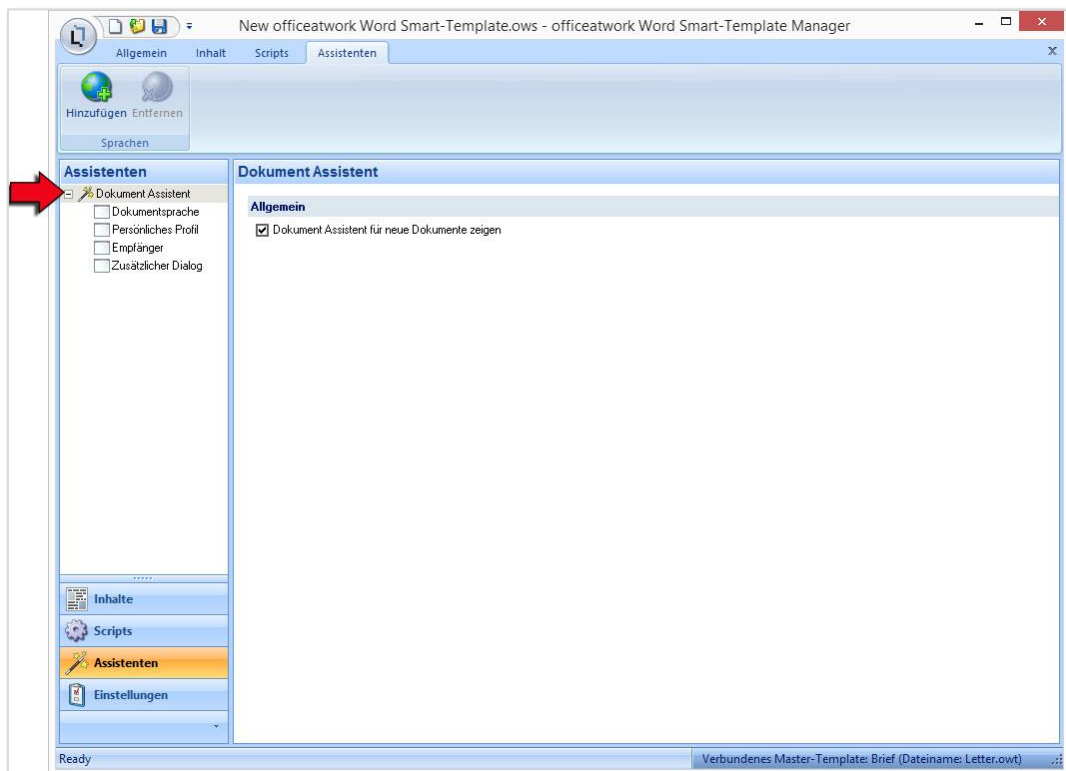 New officeatwork Word Smart-Template.ows - officeatwork Word Smart-Template Manager
Allgemein Inhalt Scripts Assistenten
Hinzufügen Entfernen
Sprachen
Assistenten
Dokument Assistent
Dokumentsprache
Persönliches Profil
Empfänger
Zusätzlicher Dialog
Inhalte
Scripts
Assistenten
Einstellungen
Dokument Assistent
Allgemein
Dokument Assistent für neue Dokumente zeigen
Ready Verbundenes Master-Template: Brief (Dateiname: Letter.owt)